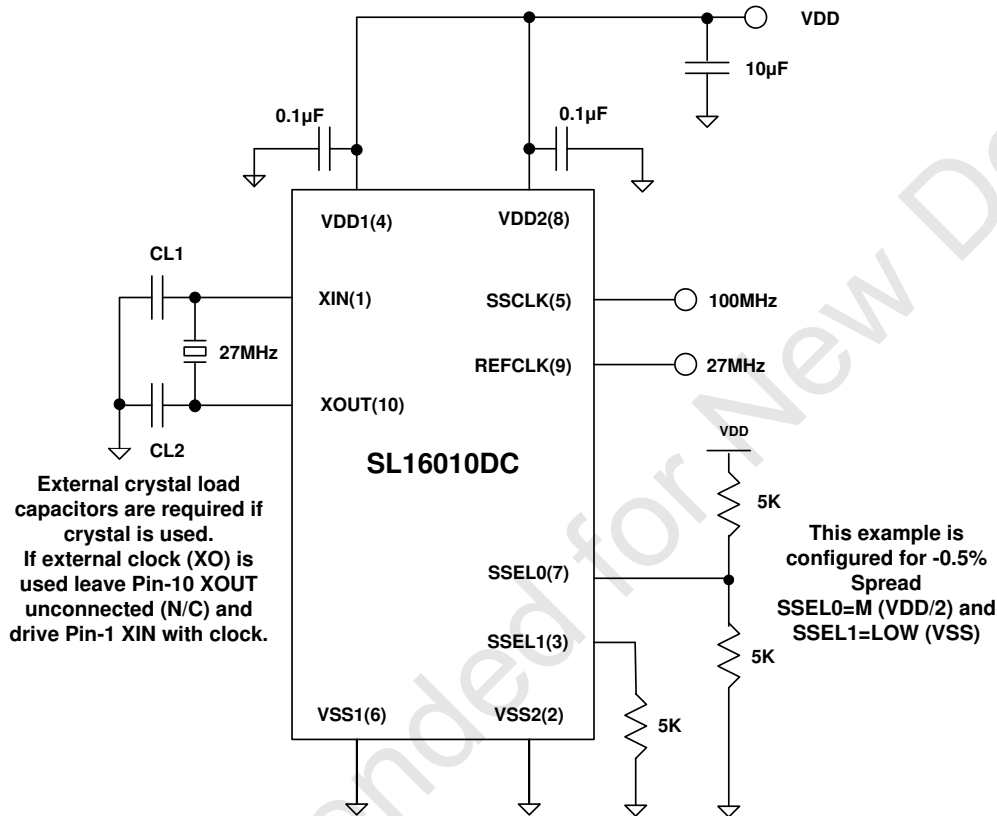 VDD
10µF
0.1µF
0.1µF
VDD1(4)
VDD2(8)
CL1
XIN(1)
SSCLK(5)
100MHz
27MHz
REFCLK(9)
27MHz
XOUT(10)
CL2
SL16010DC
VDD
External crystal load
capacitors are required if
crystal is used.
If external clock (XO) is
used leave Pin-10 XOUT
unconnected (N/C) and
drive Pin-1 XIN with clock.
5K
This example is
configured for -0.5%
Spread
SSEL0=M (VDD/2) and
SSEL1=LOW (VSS)
SSEL0(7)
SSEL1(3)
5K
VSS1(6)
VSS2(2)
5K
ended for New De